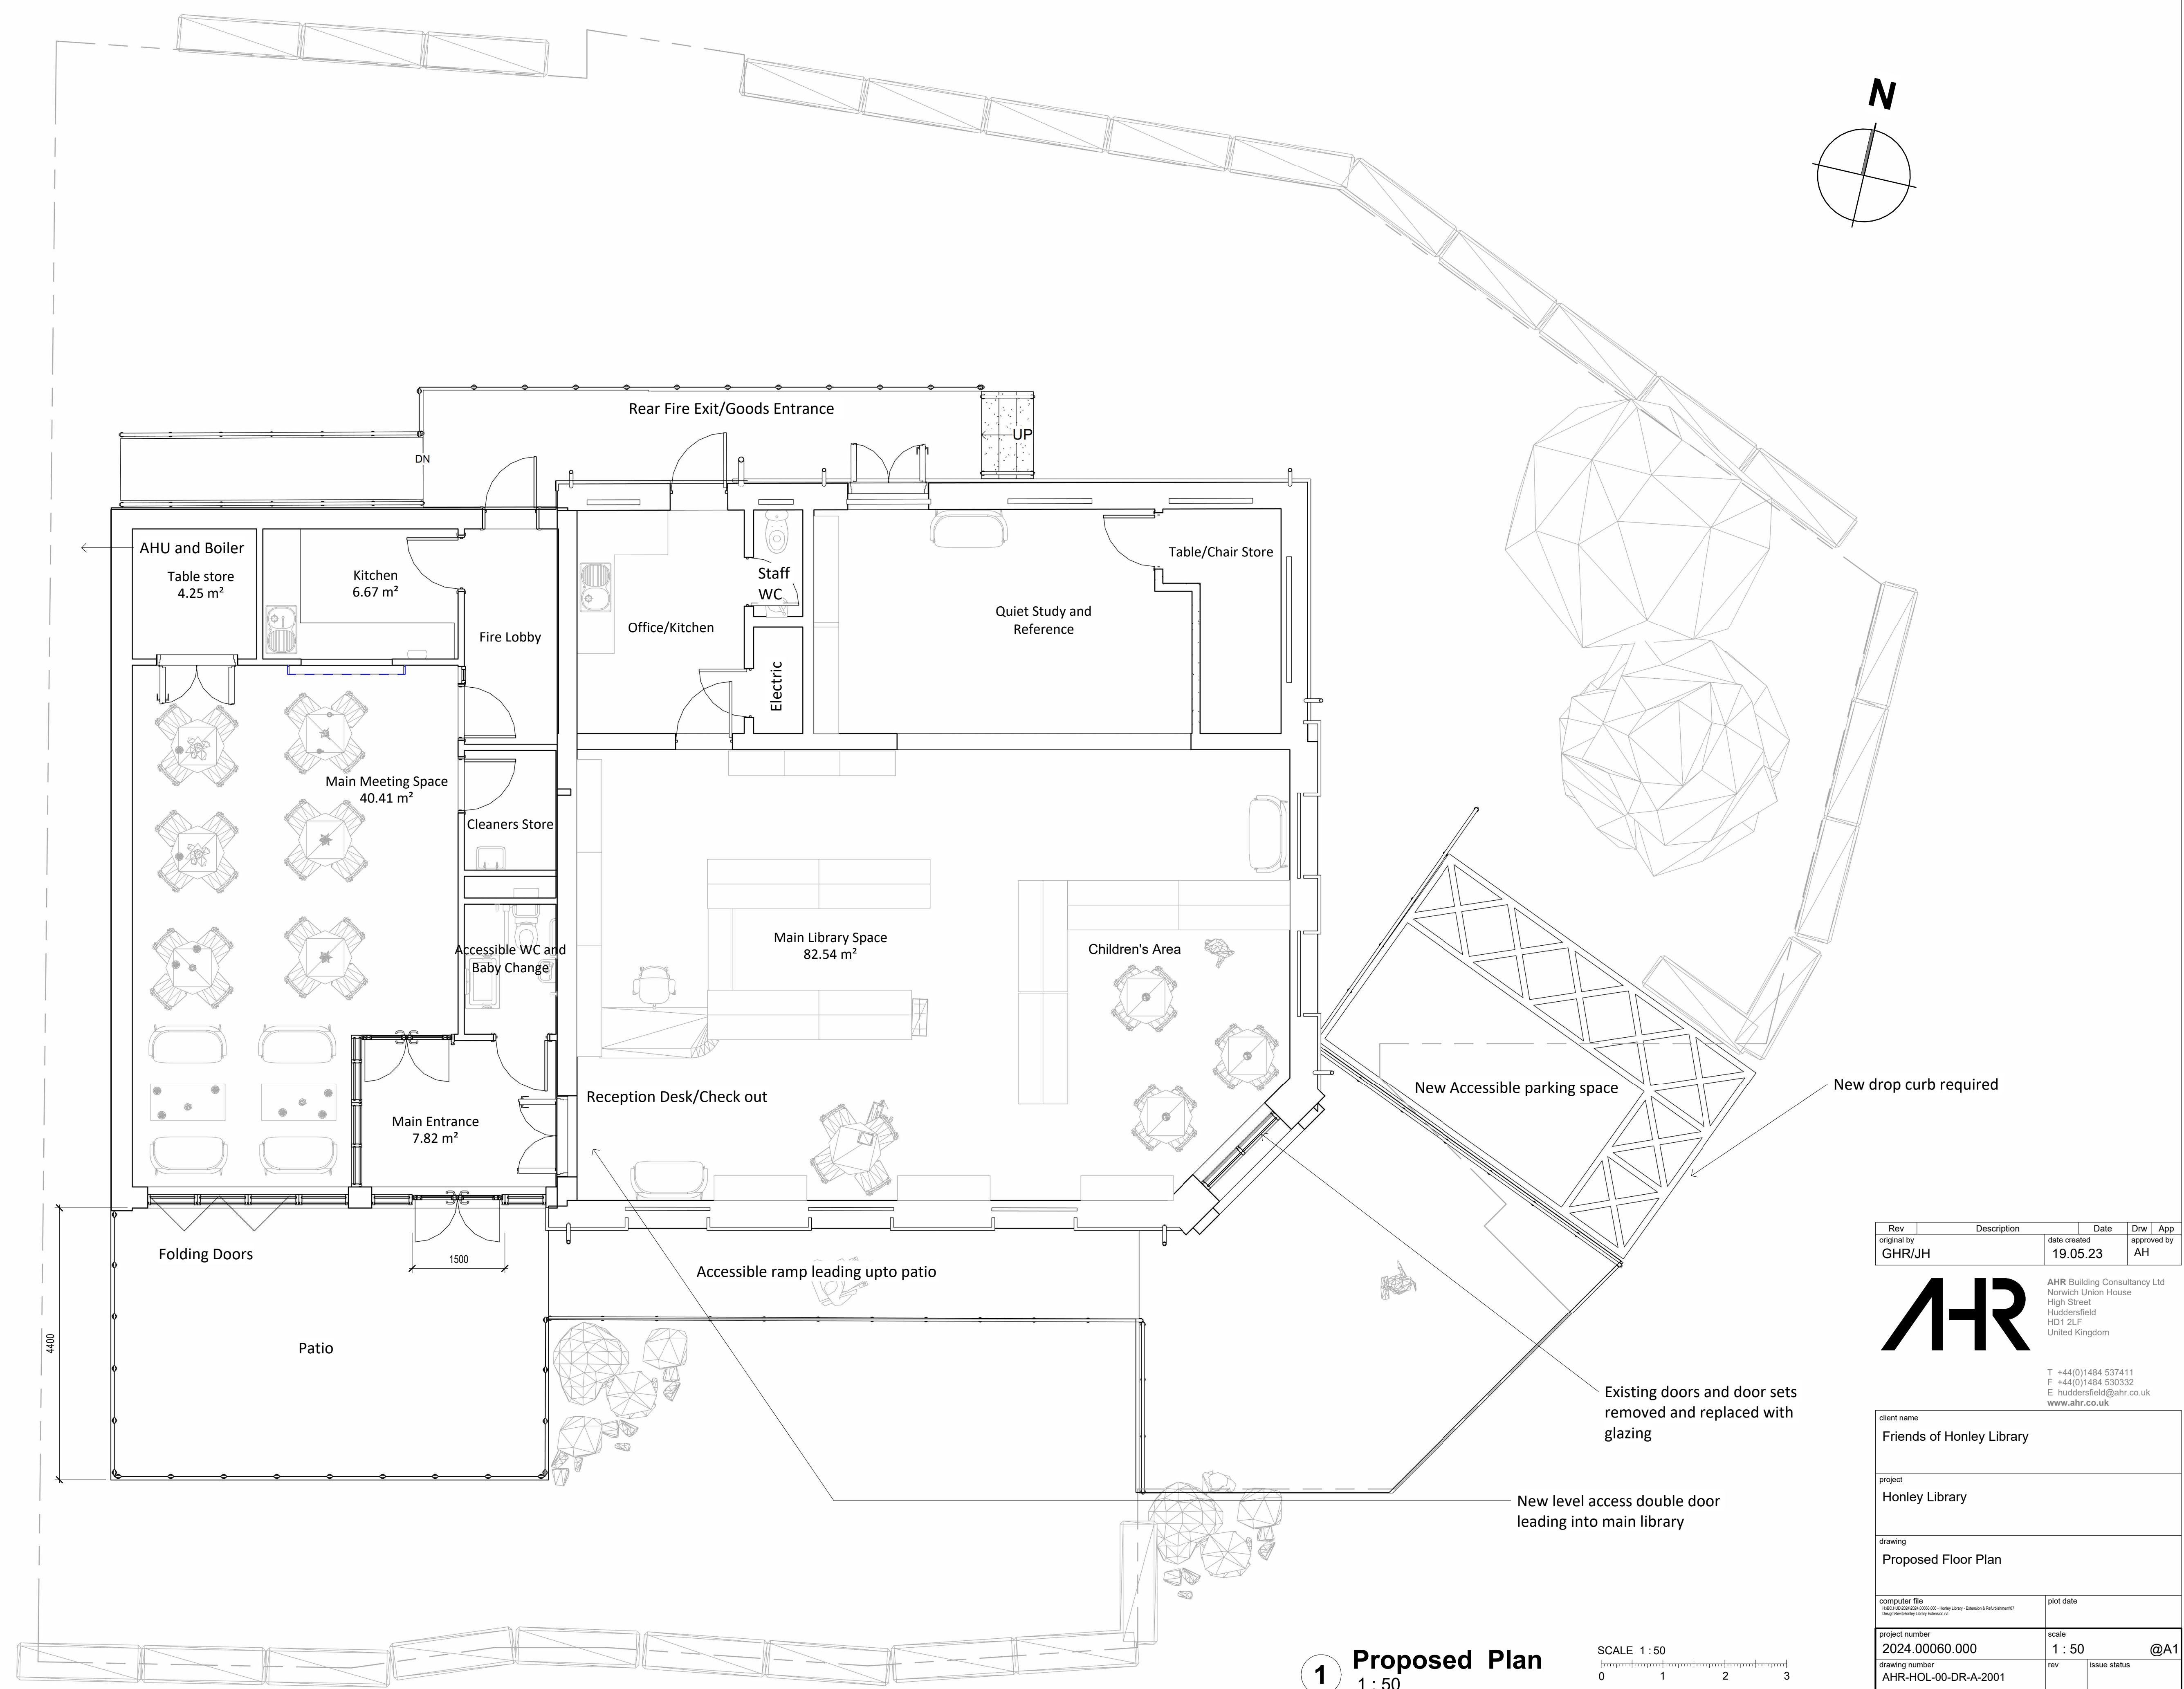 N
Rear Fire Exit/Goods Entrance
UP
DN
AHU and Boiler
Table store
4.25 m²
Kitchen
6.67 m²
Fire Lobby
Office/Kitchen
Staff
WC
Electric
Quiet Study and
Reference
Table/Chair Store
Main Meeting Space
40.41 m²
Cleaners Store
Accessible WC and
Baby Change
Main Library Space
82.54 m²
Children's Area
Main Entrance
7.82 m²
Reception Desk/Check out
New Accessible parking space
New drop curb required
Folding Doors
1500
Accessible ramp leading upto patio
4400
Patio
Existing doors and door sets
removed and replaced with
glazing
New level access double door
leading into main library
1
Proposed Plan
1 : 50
SCALE 1 : 50
0 1 2 3
Rev Description Date Drw App
original by date created approved by
GHR/JH 19.05.23 AH
AHR
AHR Building Consultancy Ltd
Norwich Union House
High Street
Huddersfield
HD1 2LF
United Kingdom
T +44(0)1484 537411
F +44(0)1484 530332
E huddersfield@ahr.co.uk
www.ahr.co.uk
client name
Friends of Honley Library
project
Honley Library
drawing
Proposed Floor Plan
computer file plot date
project number scale
2024.00060.000 1 : 50 @A1
drawing number rev issue status
AHR-HOL-00-DR-A-2001